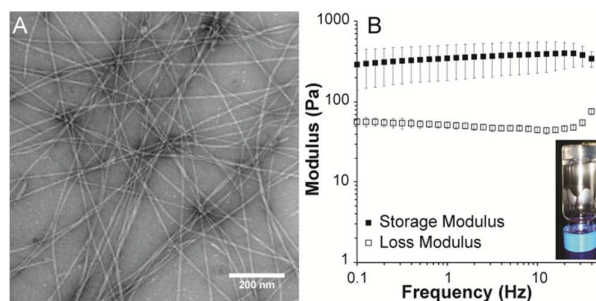 A
200 nm
B
Modulus (Pa)
1000
100
10
1
Storage Modulus
Loss Modulus
0.1
1
10
Frequency (Hz)